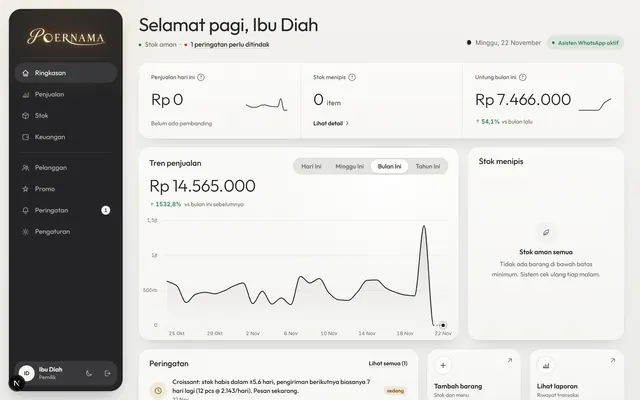 POERNAMA
Ringkasan
Penjualan
Stok
Keuangan
Pelanggan
Promo
Peringatan
1
Pengaturan
N
ID
Ibu Diah
Pemilik
Selamat pagi, Ibu Diah
Stok aman · 1 peringatan perlu ditindak
Minggu, 22 November
Asisten WhatsApp aktif
Penjualan hari ini ?
Rp 0
Belum ada pembanding
Stok menipis ?
0 item
Lihat detail >
Untung bulan ini ?
Rp 7.466.000
↑ 54,1% vs bulan lalu
Tren penjualan
Hari Ini
Minggu Ini
Bulan Ini
Tahun Ini
Rp 14.565.000
↑ 1532,8% vs bulan ini sebelumnya
1,5jt
1jt
500rb
0
25 Okt
29 Okt
2 Nov
6 Nov
10 Nov
14 Nov
18 Nov
22 Nov
Stok menipis
Stok aman semua
Tidak ada barang di bawah batas
minimum. Sistem cek ulang tiap malam.
Peringatan
Lihat semua (1)
Croissant: stok habis dalam ±5.6 hari, pengiriman berikutnya biasanya 7
hari lagi (12 pcs @ 2.143/hari). Pesan sekarang.
22 Nov
sedang
Tambah barang
Stok dan menu
Lihat laporan
Riwayat transaksi